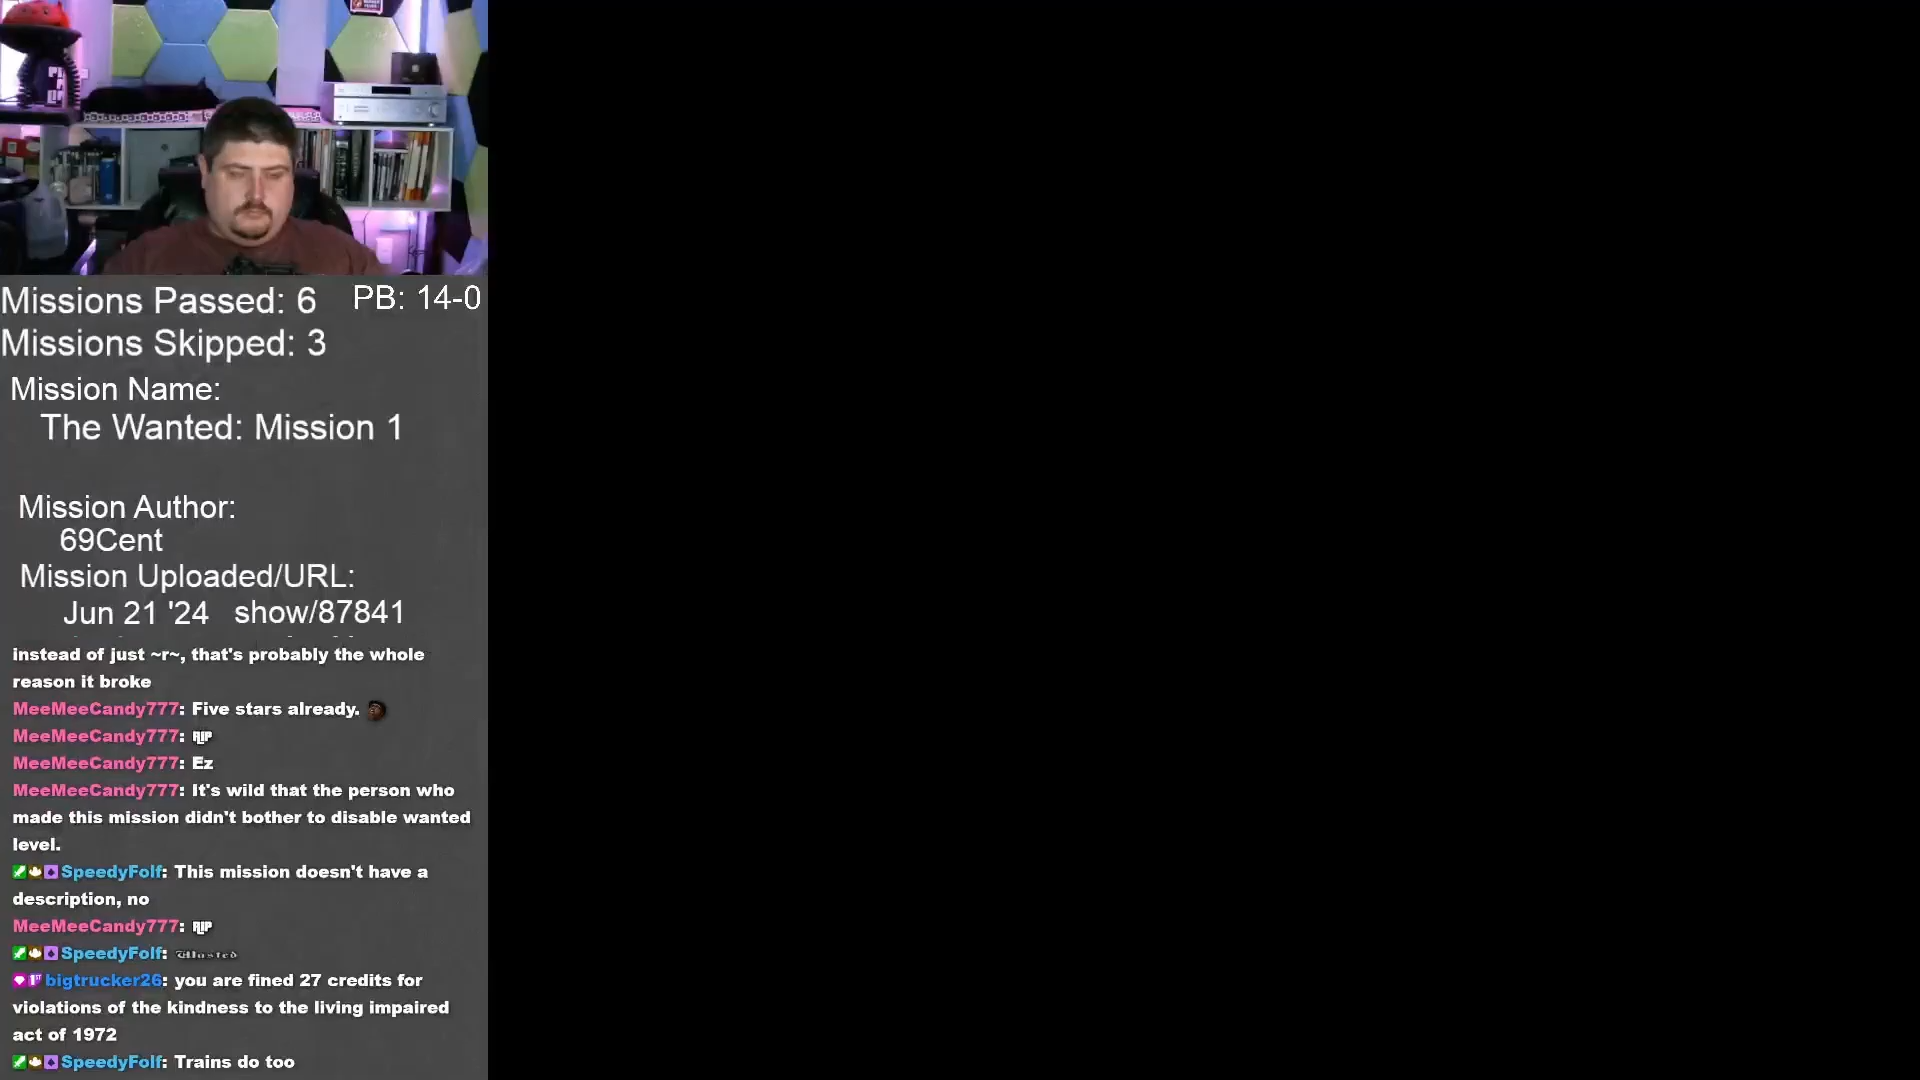 Missions Passed: 6
PB: 14-0
Missions Skipped: 3
Mission Name:
The Wanted: Mission 1
Mission Author:
69Cent
Mission Uploaded/URL:
Jun 21 '24 show/87841
instead of just ~r~, that's probably the whole
reason it broke
MeeMeeCandy777: Five stars already.
MeeMeeCandy777: RIP
MeeMeeCandy777: Ez
MeeMeeCandy777: It's wild that the person who
made this mission didn't bother to disable wanted
level.
SpeedyFolf: This mission doesn't have a
description, no
MeeMeeCandy777: RIP
SpeedyFolf: Wasted
bigtrucker26: you are fined 27 credits for
violations of the kindness to the living impaired
act of 1972
SpeedyFolf: Trains do too